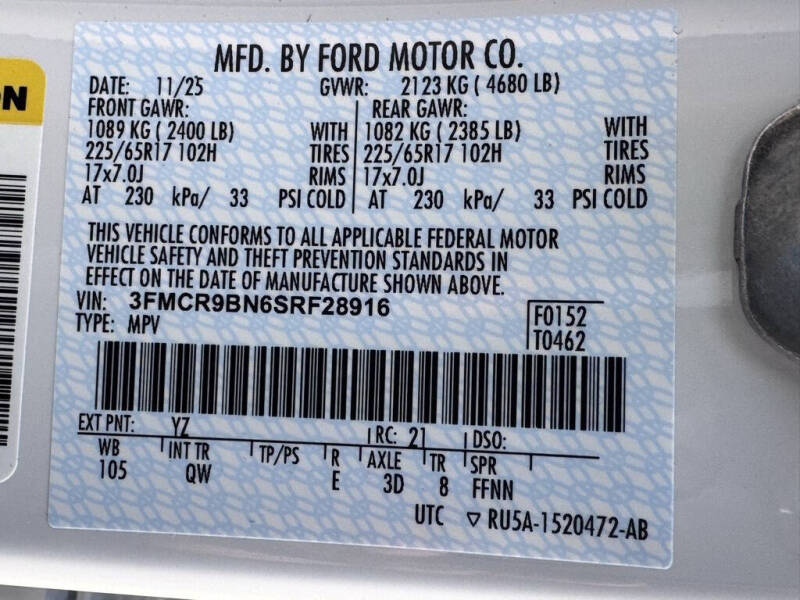 ON
MFD. BY FORD MOTOR CO.
DATE: 11/25 GVWR: 2123 KG ( 4680 LB)
FRONT GAWR: REAR GAWR:
1089 KG ( 2400 LB) WITH 1082 KG ( 2385 LB) WITH
225/65R17 102H TIRES 225/65R17 102H TIRES
17x7.0J RIMS 17x7.0J RIMS
AT 230 kPa/ 33 PSI COLD AT 230 kPa/ 33 PSI COLD
THIS VEHICLE CONFORMS TO ALL APPLICABLE FEDERAL MOTOR
VEHICLE SAFETY AND THEFT PREVENTION STANDARDS IN
EFFECT ON THE DATE OF MANUFACTURE SHOWN ABOVE.
VIN: 3FMCR9BN6SRF28916 F0152
TYPE: MPV T0462
EXT PNT: YZ RC: 21 DSO:
WB INT TR TP/PS R AXLE TR SPR
105 QW E 3D 8 FFNN
UTC ▽ RU5A-1520472-AB